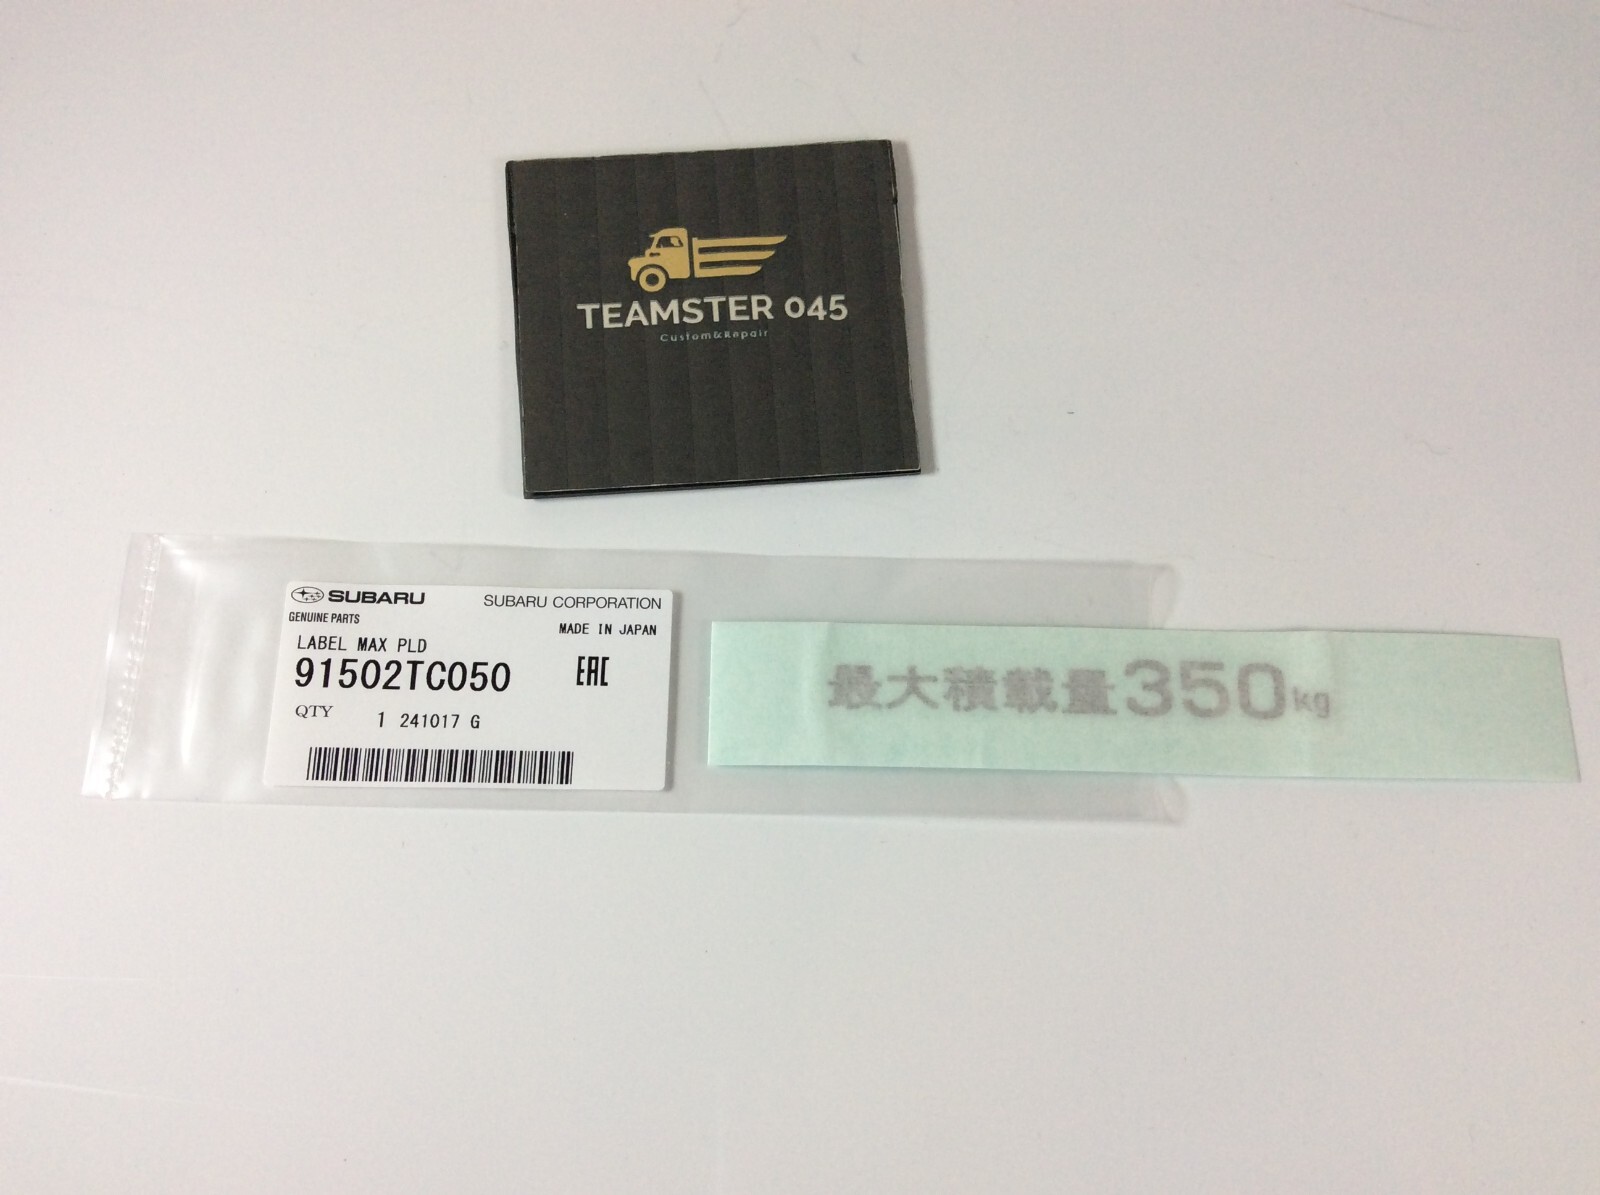 TEAMSTER 045
Custom&Repair
SUBARU
SUBARU CORPORATION
GENUINE PARTS
MADE IN JAPAN
LABEL MAX PLD
91502TC050
EAC
QTY 1 241017 G
最大積載量350kg